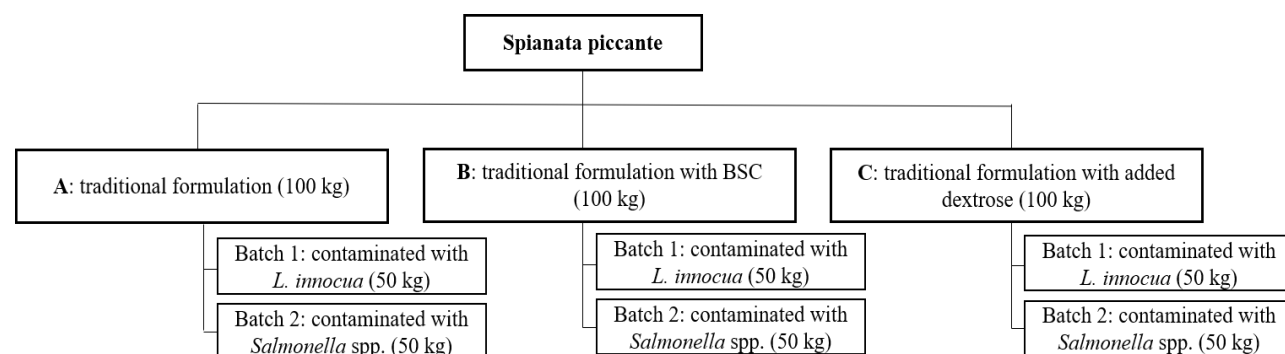 Spianata piccante
A: traditional formulation (100 kg)
B: traditional formulation with BSC
(100 kg)
C: traditional formulation with added
dextrose (100 kg)
Batch 1: contaminated with
L. innocua (50 kg)
Batch 2: contaminated with
Salmonella spp. (50 kg)
Batch 1: contaminated with
L. innocua (50 kg)
Batch 2: contaminated with
Salmonella spp. (50 kg)
Batch 1: contaminated with
L. innocua (50 kg)
Batch 2: contaminated with
Salmonella spp. (50 kg)